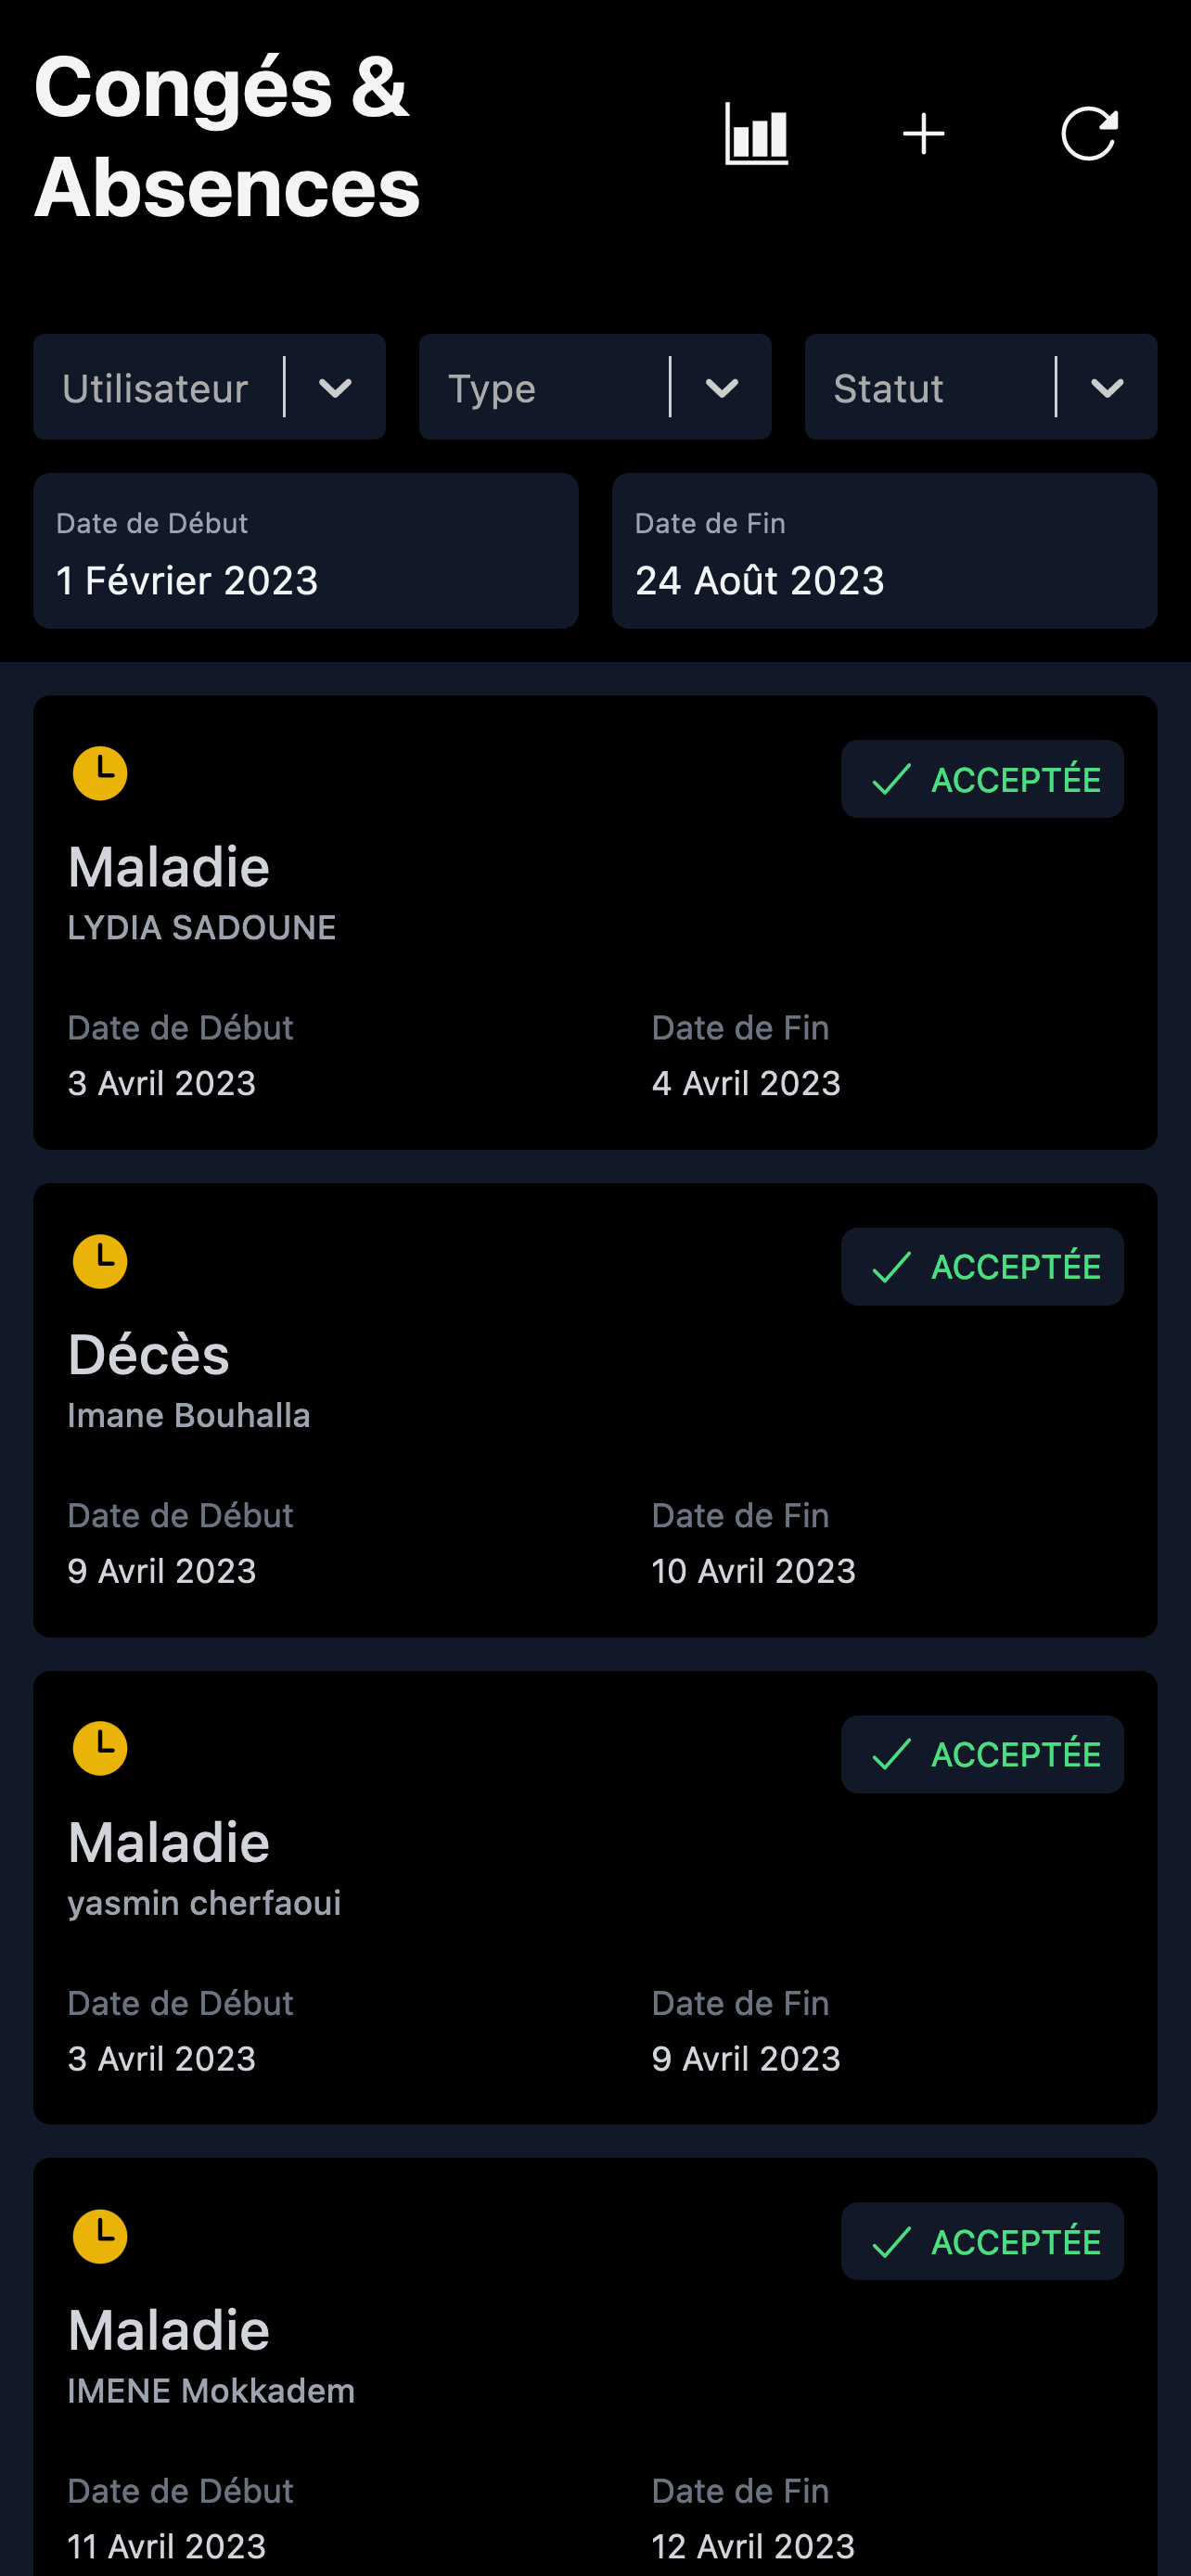 Congés &
Absences
Utilisateur
Type
Statut
Date de Début
Date de Fin
1 Février 2023
24 Août 2023
ACCEPTÉE
Maladie
LYDIA SADOUNE
Date de Début
Date de Fin
3 Avril 2023
4 Avril 2023
ACCEPTÉE
Décès
Imane Bouhalla
Date de Début
Date de Fin
9 Avril 2023
10 Avril 2023
ACCEPTÉE
Maladie
yasmin cherfaoui
Date de Début
Date de Fin
3 Avril 2023
9 Avril 2023
ACCEPTÉE
Maladie
IMENE Mokkadem
Date de Début
Date de Fin
11 Avril 2023
12 Avril 2023